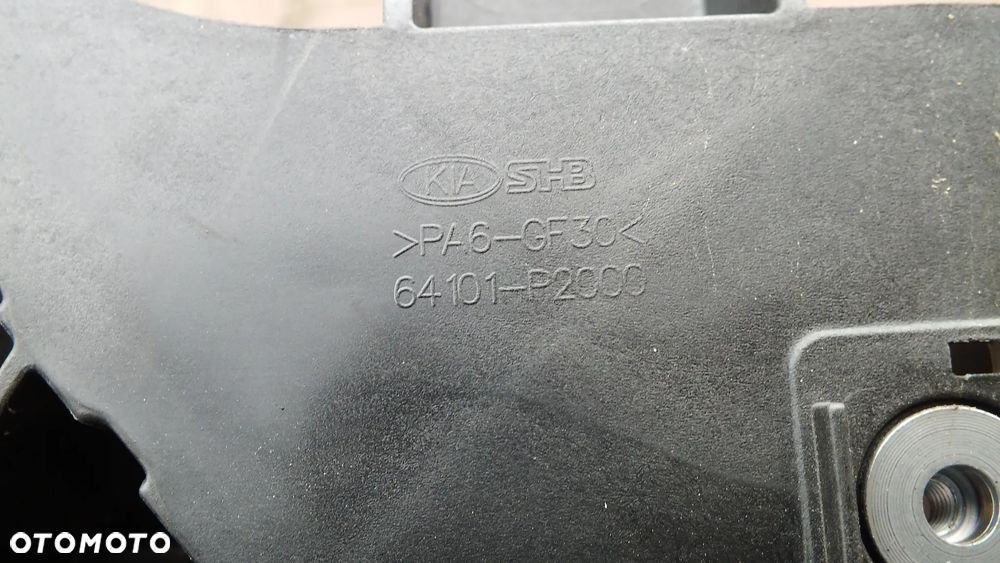 KIA SHB
>PA6-GF30<
64101-P2000
OTOMOTO